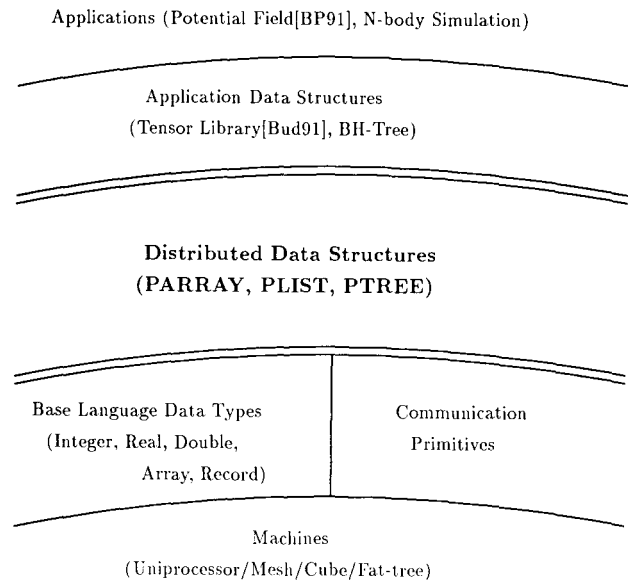 Applications (Potential Field[BP91], N-body Simulation)
Application Data Structures
(Tensor Library[Bud91], BH-Tree)
Distributed Data Structures
(PARRAY, PLIST, PTREE)
Base Language Data Types
(Integer, Real, Double,
Array, Record)
Communication
Primitives
Machines
(Uniprocessor/Mesh/Cube/Fat-tree)